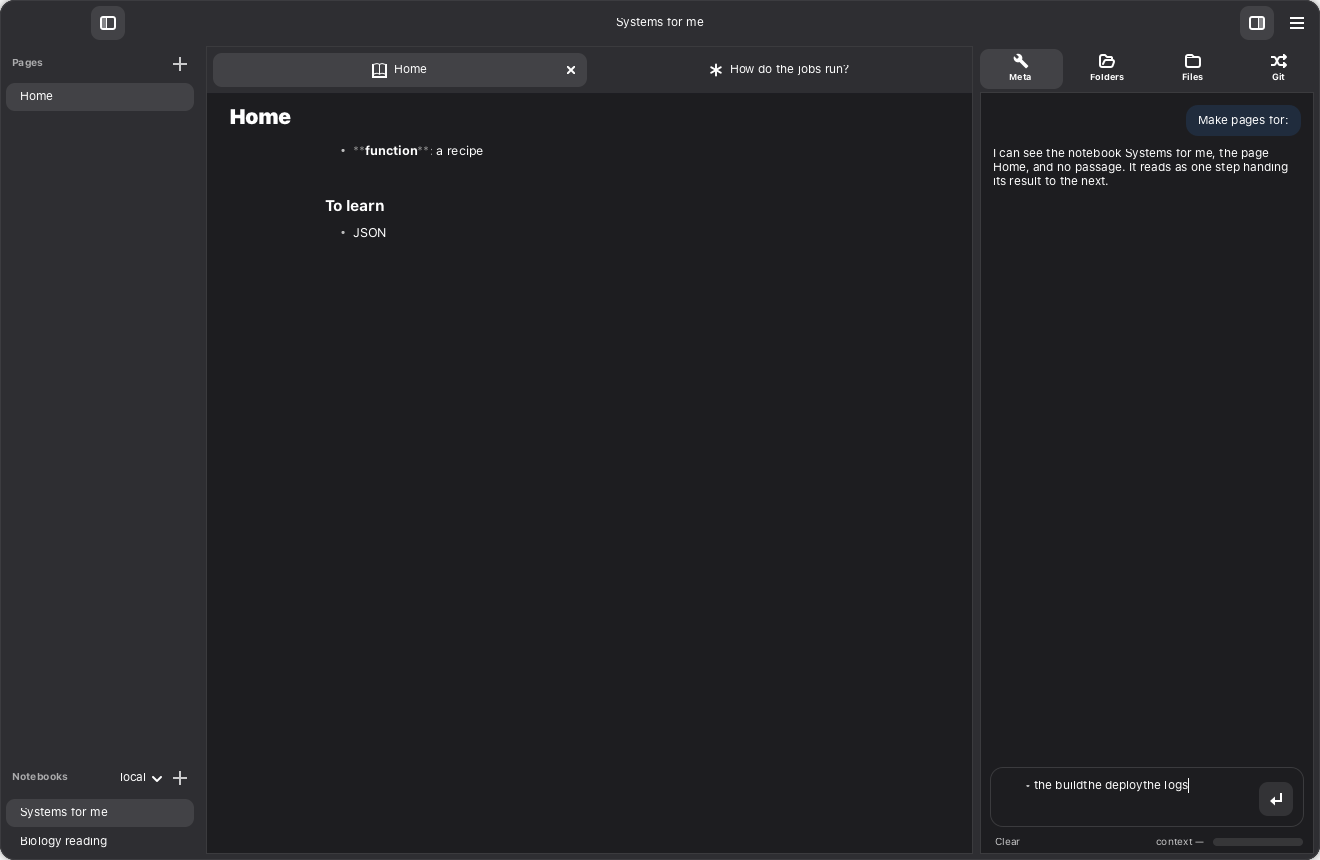 Systems for me
Pages
Home
Home
How do the jobs run?
Meta
Folders
Files
Git
Home
• **function**: a recipe
To learn
• JSON
Make pages for:
I can see the notebook Systems for me, the page
Home, and no passage. It reads as one step handing
its result to the next.
- the buildthe deploythe logs
Clear
context —
Notebooks
local
Systems for me
Biology reading